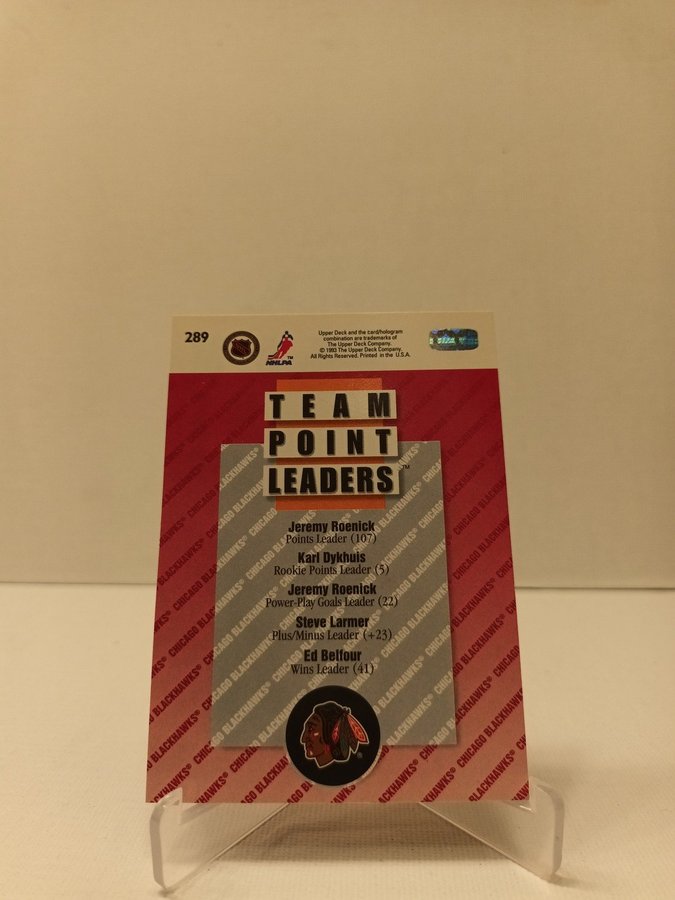 289
NHLPA™
Upper Deck and the card/hologram
combination are trademarks of
The Upper Deck Company.
© 1993 The Upper Deck Company.
All Rights Reserved. Printed in the U.S.A.
TEAM
POINT
LEADERS™
Jeremy Roenick
Points Leader (107)
Karl Dykhuis
Rookie Points Leader (5)
Jeremy Roenick
Power-Play Goals Leader (22)
Steve Larmer
Plus/Minus Leader (+23)
Ed Belfour
Wins Leader (41)
CHICAGO BLACKHAWKS®
®